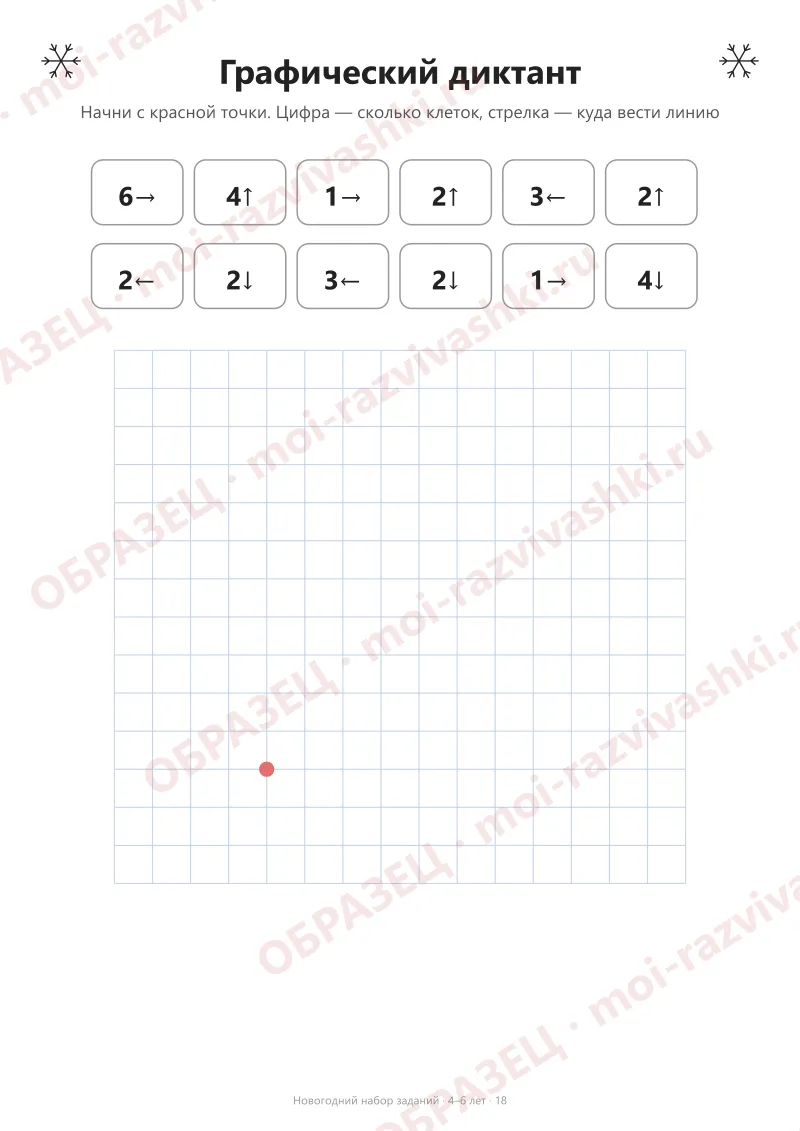 Графический диктант
Начни с красной точки. Цифра — сколько клеток, стрелка — куда вести линию
6→ 4↑ 1→ 2↑ 3← 2↑
2← 2↓ 3← 2↓ 1→ 4↓
ОБРАЗЕЦ · moi-razvivashki.ru
Новогодний набор заданий · 4–6 лет · 18